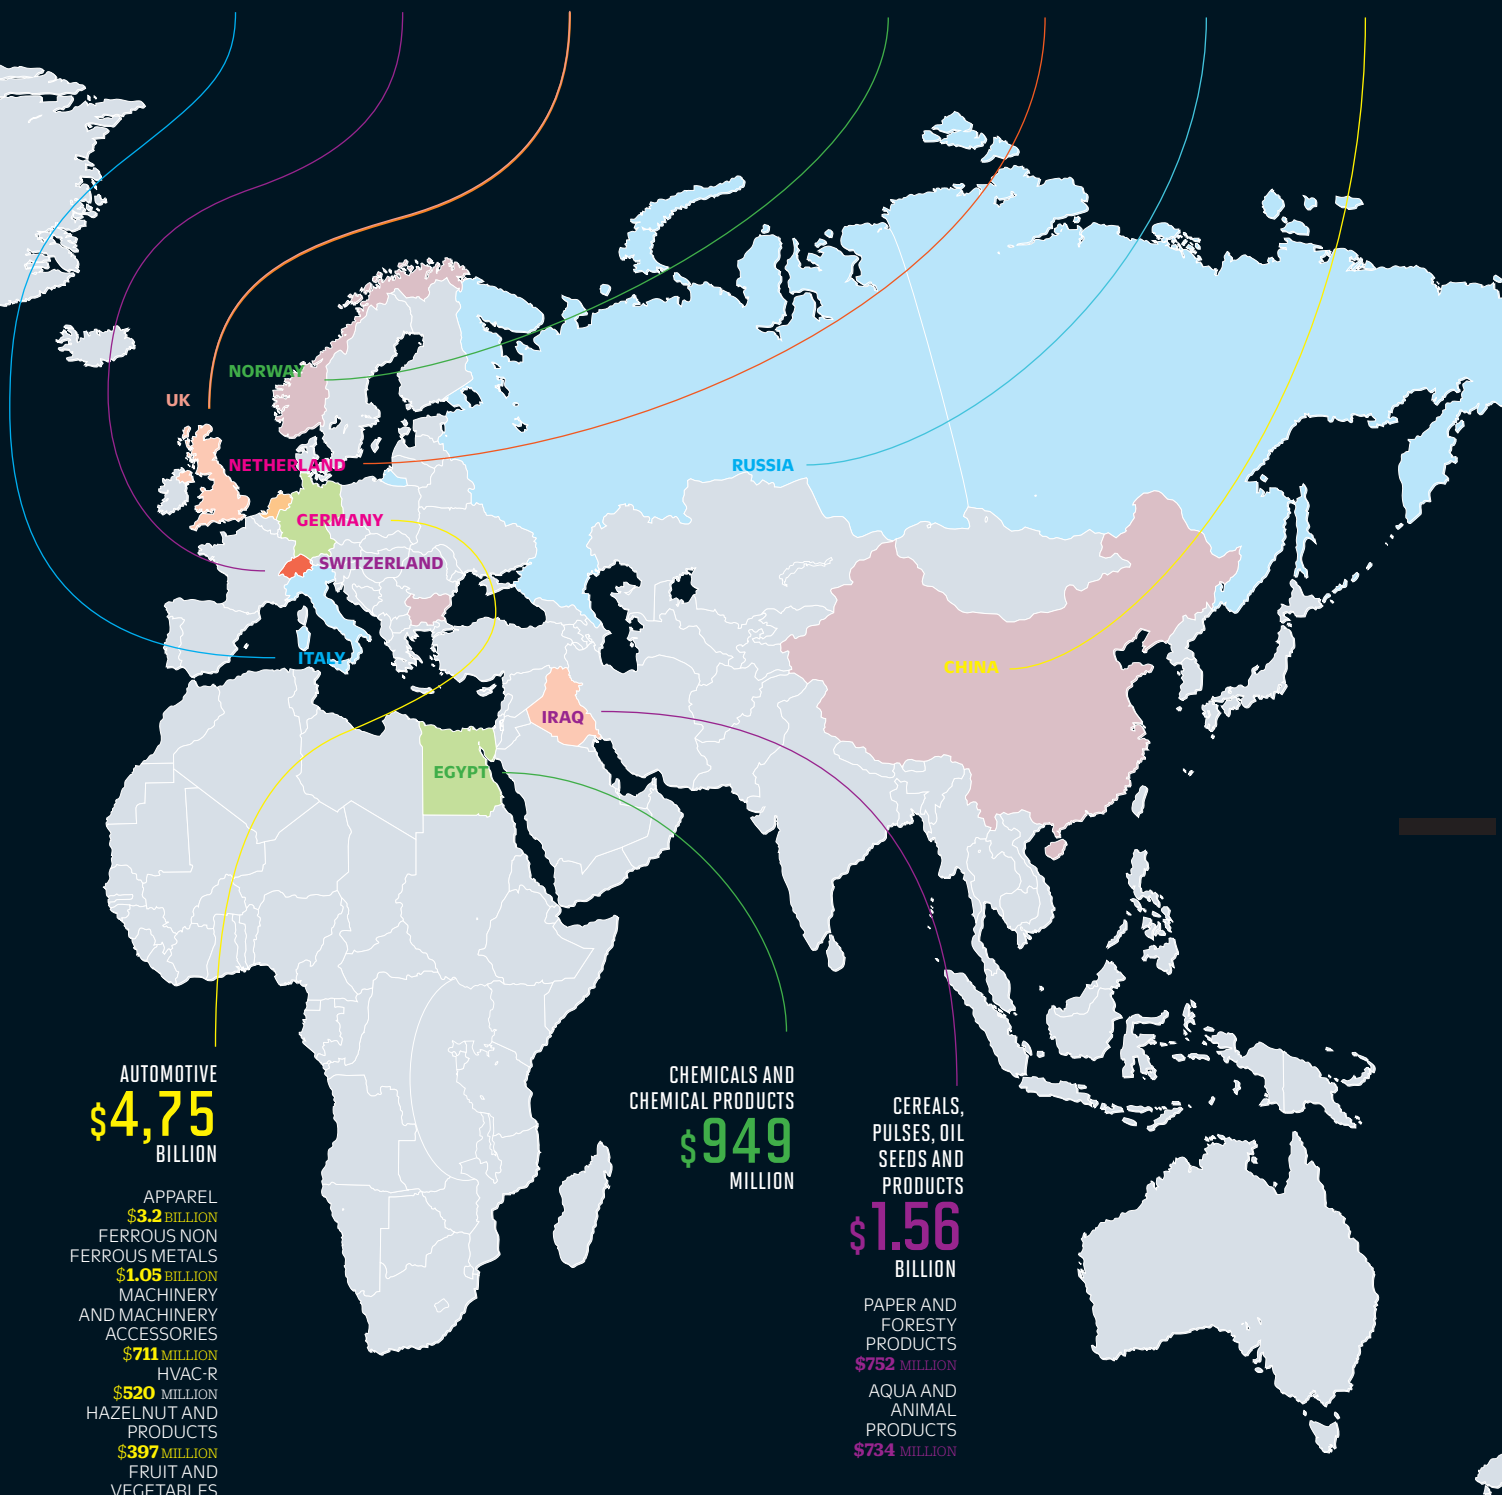 NORWAY
UK
NETHERLAND
RUSSIA
GERMANY
SWITZERLAND
ITALY
CHINA
IRAQ
EGYPT
AUTOMOTIVE
$4,75
BILLION
APPAREL
$3.2 BILLION
FERROUS NON
FERROUS METALS
$1.05 BILLION
MACHINERY
AND MACHINERY
ACCESSORIES
$711 MILLION
HVAC-R
$520 MILLION
HAZELNUT AND
PRODUCTS
$397 MILLION
FRUIT AND
VEGETABLES
CHEMICALS AND
CHEMICAL PRODUCTS
$949
MILLION
CEREALS,
PULSES, OIL
SEEDS AND
PRODUCTS
$1.56
BILLION
PAPER AND
FORESTY
PRODUCTS
$752 MILLION
AQUA AND
ANIMAL
PRODUCTS
$734 MILLION